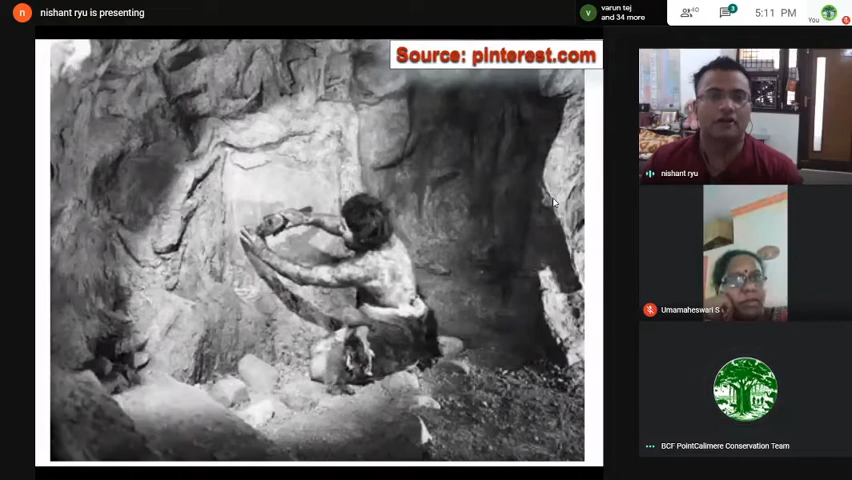 n
nishant ryu is presenting
v
varun tej
and 34 more
40
3
5:11 PM
You
Source: pinterest.com
nishant ryu
Umamaheswari S
BCF PointCalimere Conservation Team